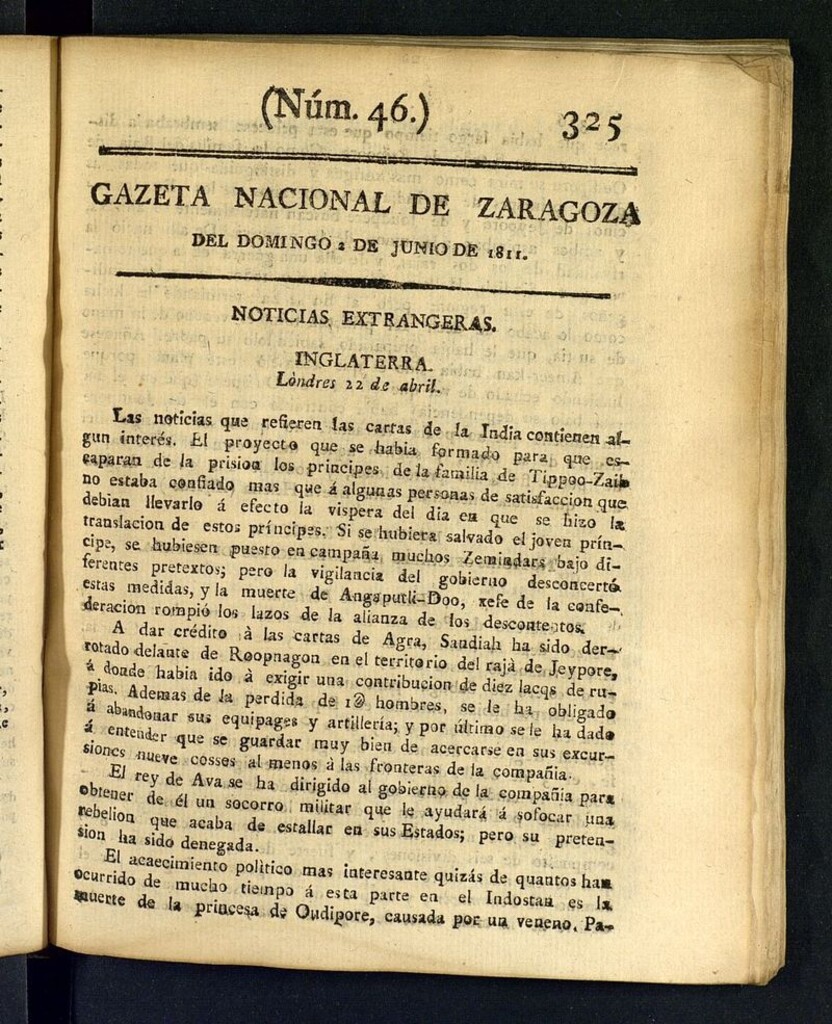 (Núm. 46.)
325
GAZETA NACIONAL DE ZARAGOZA
DEL DOMINGO 2 DE JUNIO DE 1811.
NOTICIAS EXTRANGERAS.
INGLATERRA.
Lóndres 22 de abril.
Las noticias que refieren las cartas de la India contienen al-
gun interés. El proyecto que se habia formado para que es-
caparan de la prision los príncipes de la familia de Tippoo-Zaib
no estaba confiado mas que á algunas personas de satisfaccion que
debian llevarlo á efecto la víspera del dia en que se hizo la
translacion de estos príncipes. Si se hubiera salvado el joven prín-
cipe, se hubiesen puesto en campaña muchos Zemindars bajo di-
ferentes pretextos; pero la vigilancia del gobierno desconcertó
estas medidas, y la muerte de Angaputli-Doo, xefe de la confe-
deración rompió los lazos de la alianza de los descontentos.
A dar crédito á las cartas de Agra, Saudiah ha sido der-
rotado delante de Roopnagon en el territorio del rajà de Jeypore,
á donde habia ido á exigir una contribucion de diez lacqs de ru-
pias. Ademas de la perdida de 1@ hombres, se le ha obligado
á abandonar sus equipages y artillería; y por último se le ha dado
á entender que se guardar muy bien de acercarse en sus excur-
siones nueve cosses al menos à las fronteras de la compañia.
El rey de Ava se ha dirigido al gobierno de la compañia para
obtener de él un socorro militar que le ayudará á sofocar una
rebelion que acaba de estallar en sus Estados; pero su preten-
sion ha sido denegada.
El acaecimiento político mas interesante quizás de quantos han
ocurrido de mucho tiempo á esta parte en el Indostan es la
muerte de la princesa de Oudipore, causada por un veneno. Pa-